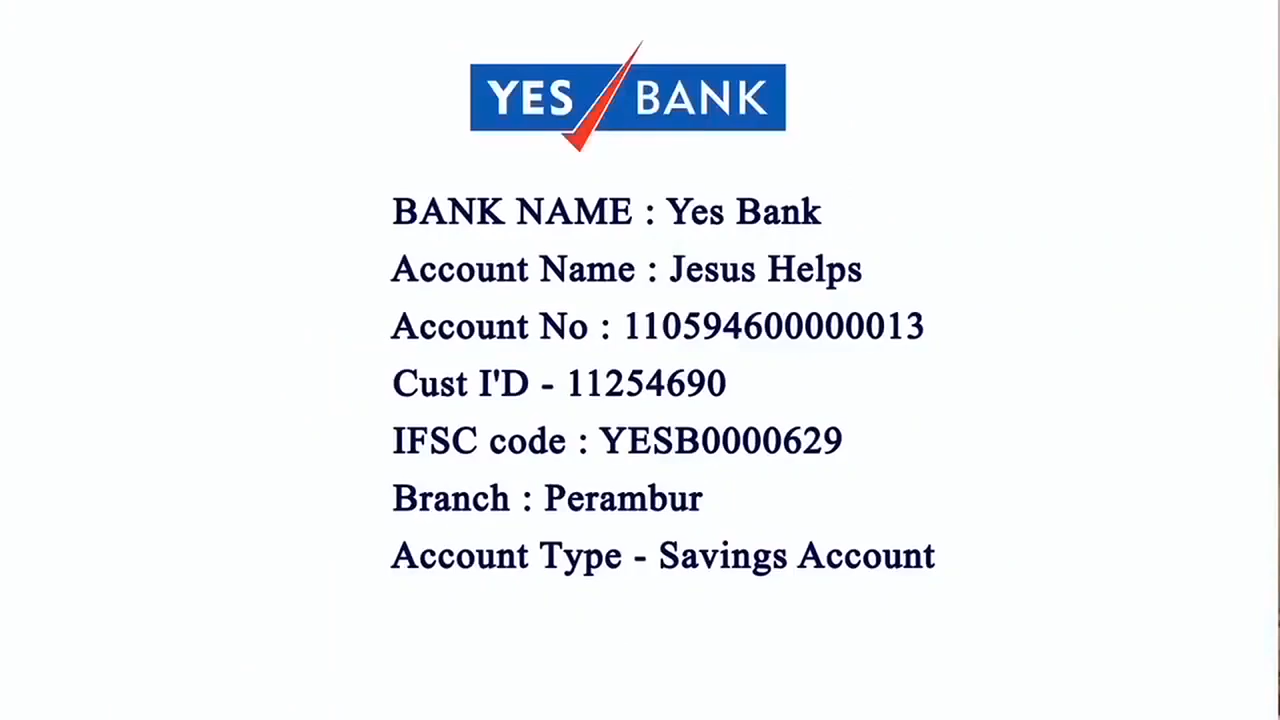 YES BANK
BANK NAME : Yes Bank
Account Name : Jesus Helps
Account No : 110594600000013
Cust I'D - 11254690
IFSC code : YESB0000629
Branch : Perambur
Account Type - Savings Account